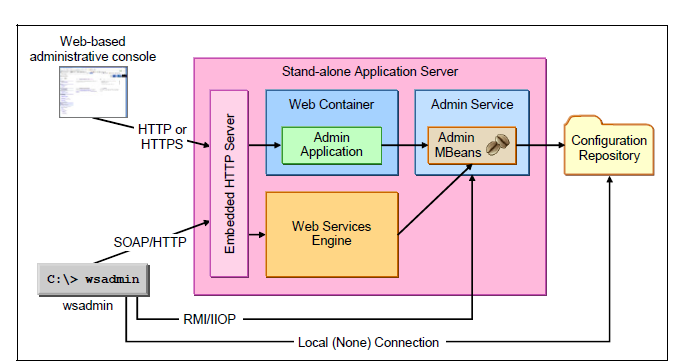 Web-based
administrative console
Stand-alone Application Server
Web Container
Admin Service
Embedded HTTP Server
Admin
Application
Admin
MBeans
Configuration
Repository
HTTP or
HTTPS
Web Services
Engine
SOAP/HTTP
C:\> wsadmin
wsadmin
RMI/IIOP
Local (None) Connection